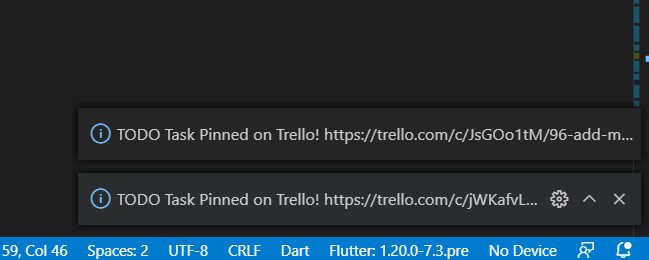 TODO Task Pinned on Trello! https://trello.com/c/JsGOo1tM/96-add-m...
TODO Task Pinned on Trello! https://trello.com/c/jWKafvL...
59, Col 46 Spaces: 2 UTF-8 CRLF Dart Flutter: 1.20.0-7.3.pre No Device